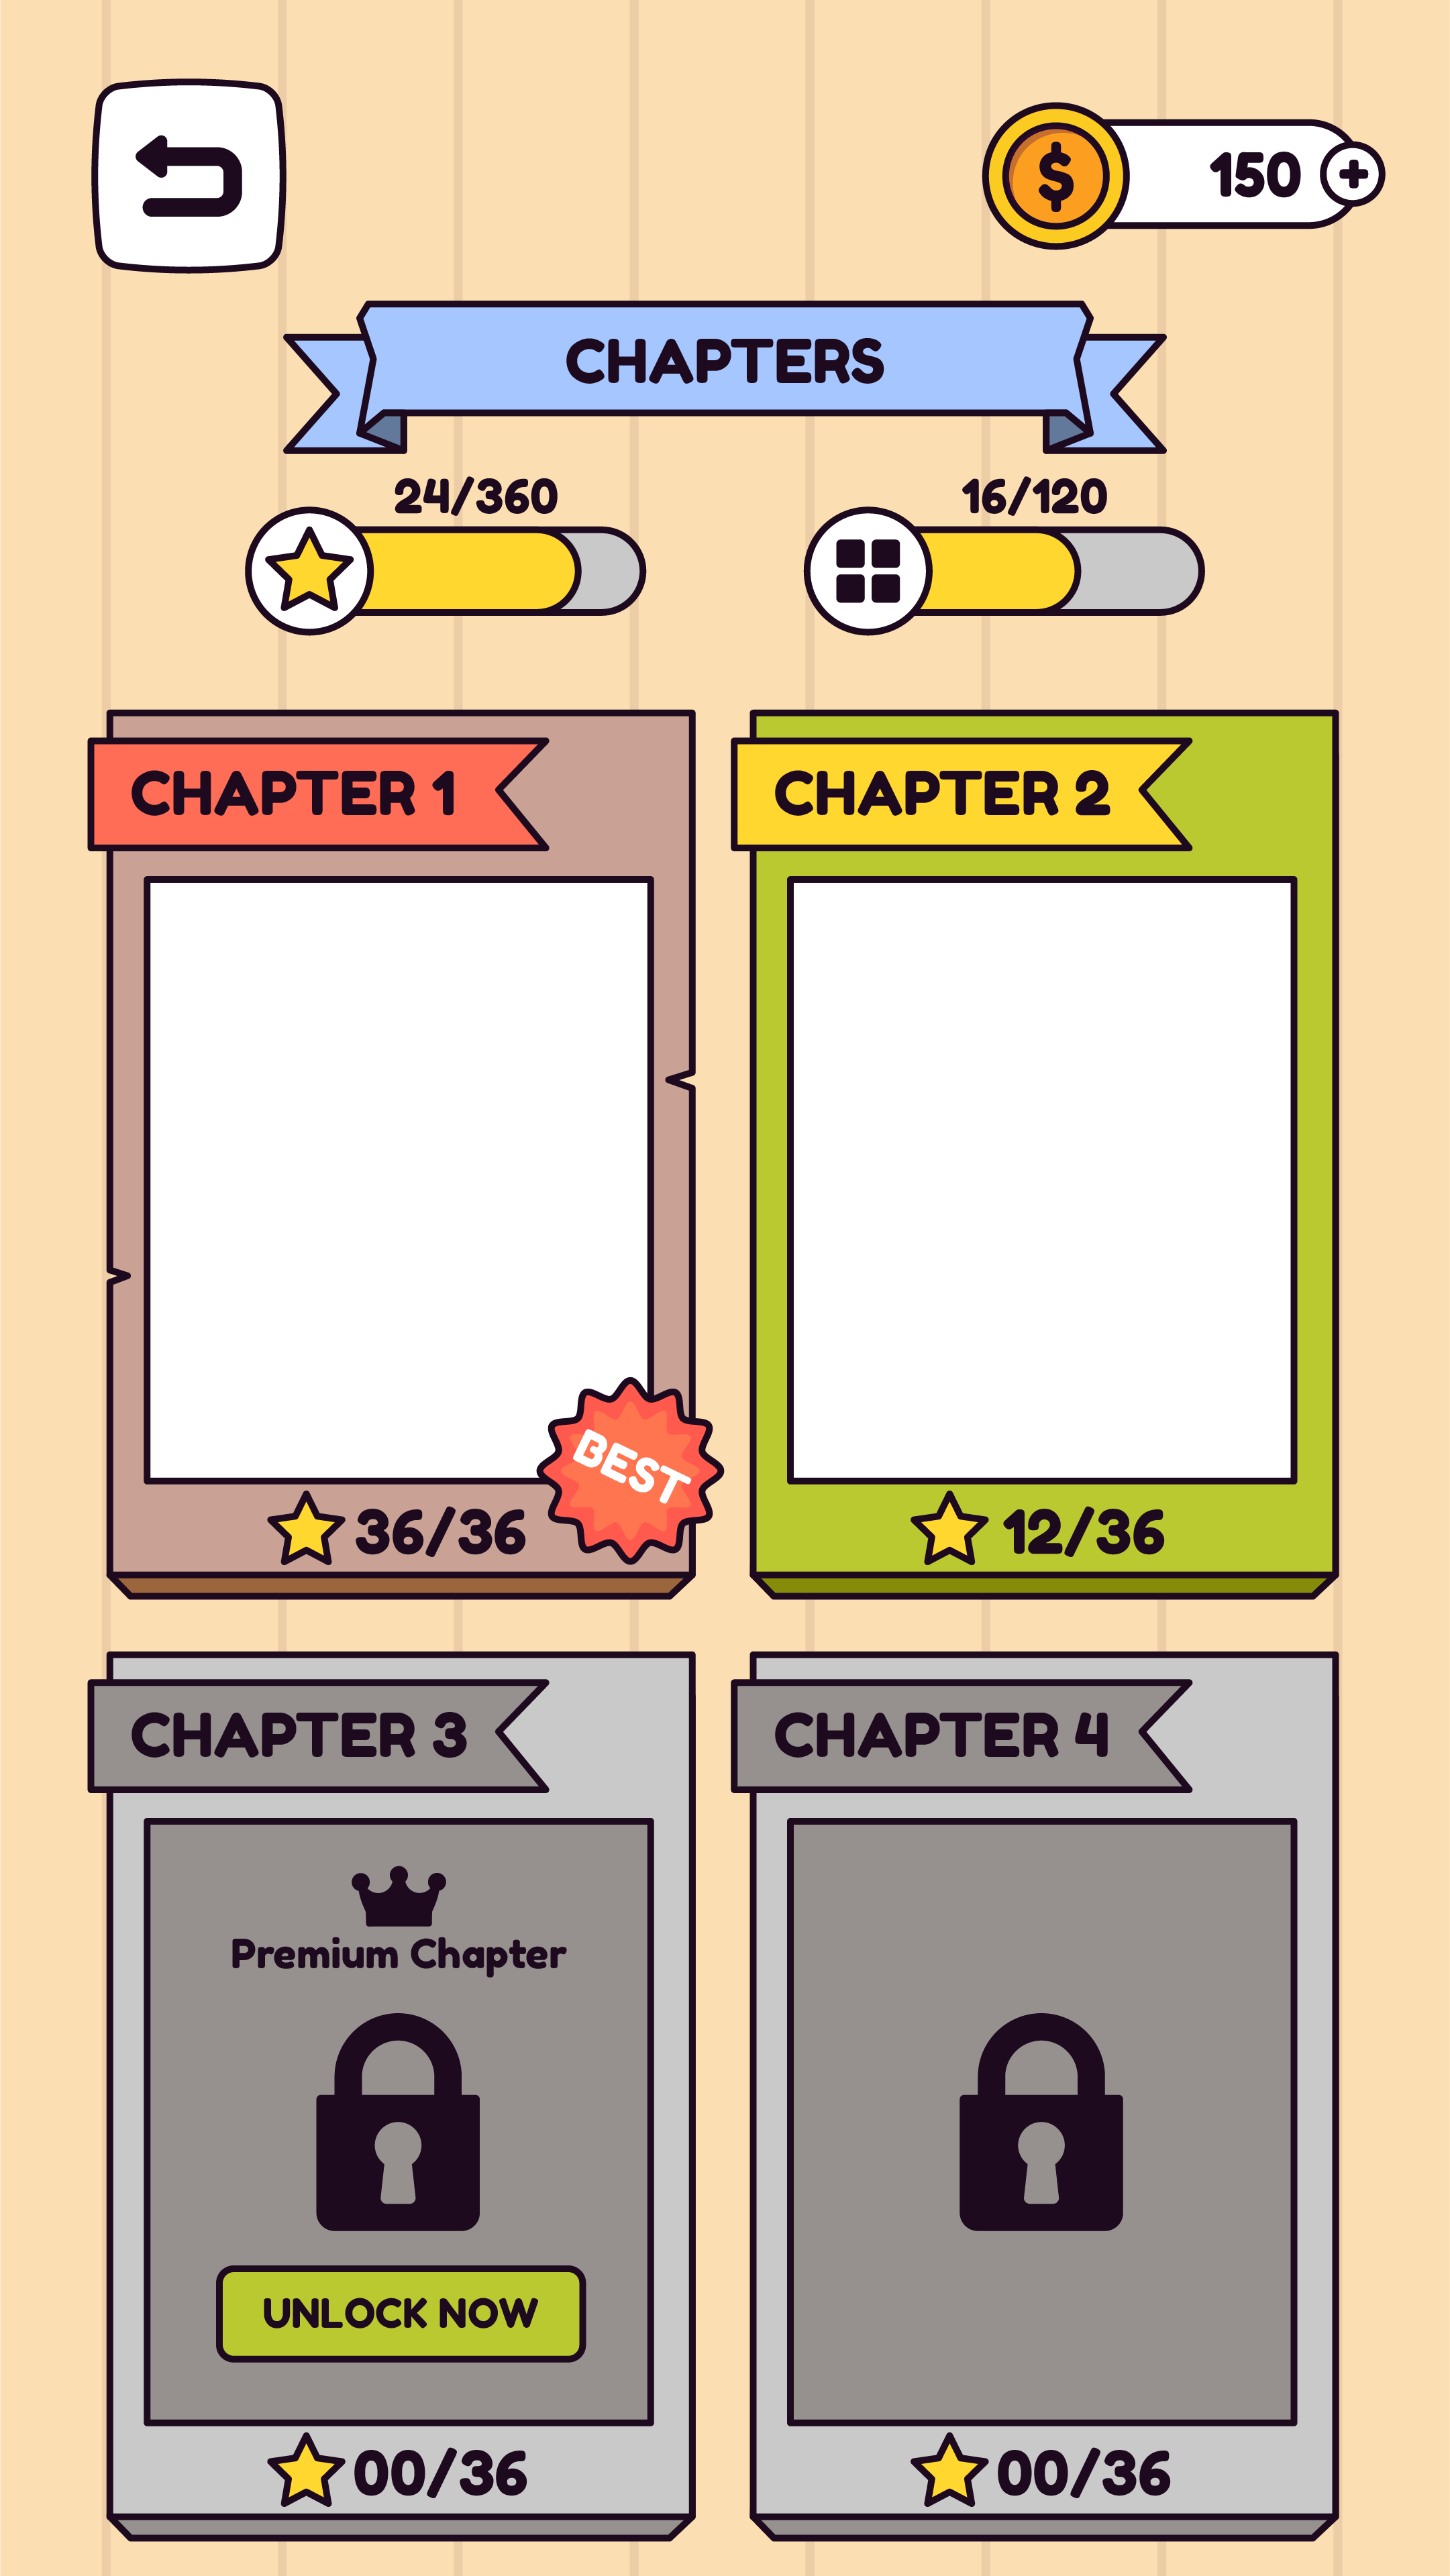 $ 150 +
CHAPTERS
24/360 16/120
CHAPTER 1
36/36
BEST
CHAPTER 2
12/36
CHAPTER 3
Premium Chapter
UNLOCK NOW
00/36
CHAPTER 4
00/36